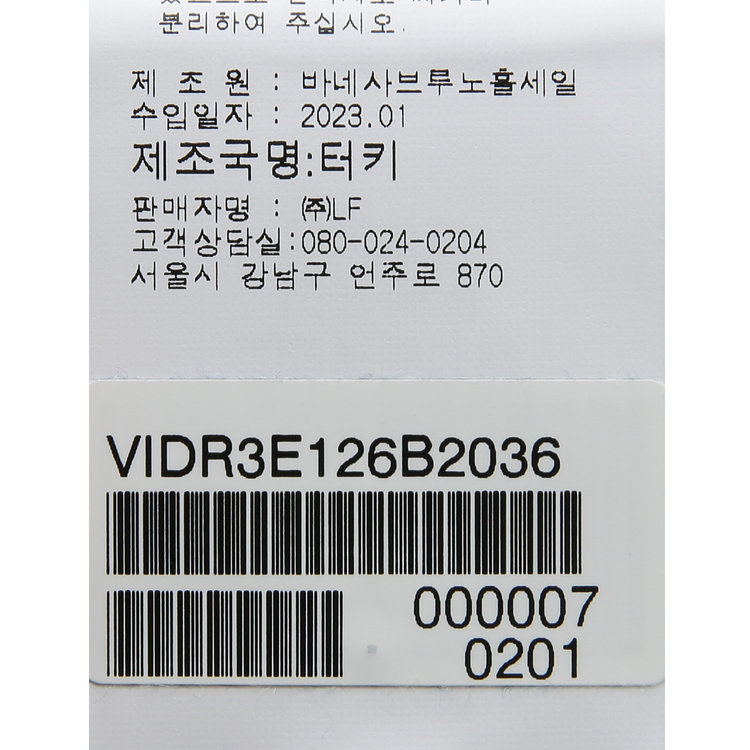 분리하여 주십시오.
제 조 원 : 바네사브루노홀세일
수입일자 : 2023.01
제조국명:터키
판매자명 : ㈜LF
고객상담실:080-024-0204
서울시 강남구 언주로 870
VIDR3E126B2036
000007
0201